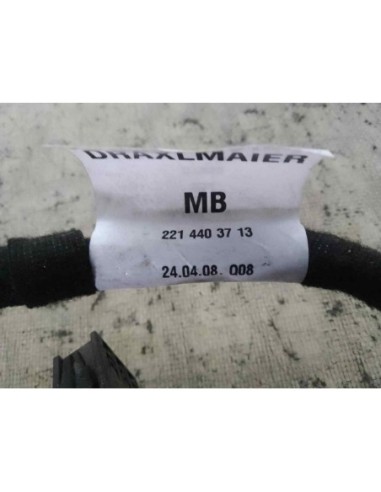 DRAXLMAIER
MB
221 440 37 13
24.04.08. 008